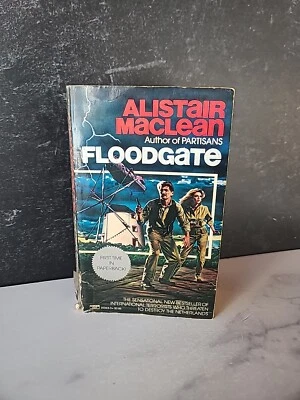 ALISTAIR
MACLEAN
Author of PARTISANS
FLOODGATE
FIRST TIME
IN
PAPERBACK!
THE SENSATIONAL NEW BESTSELLER OF
INTERNATIONAL TERRORISTS WHO THREATEN
TO DESTROY THE NETHERLANDS